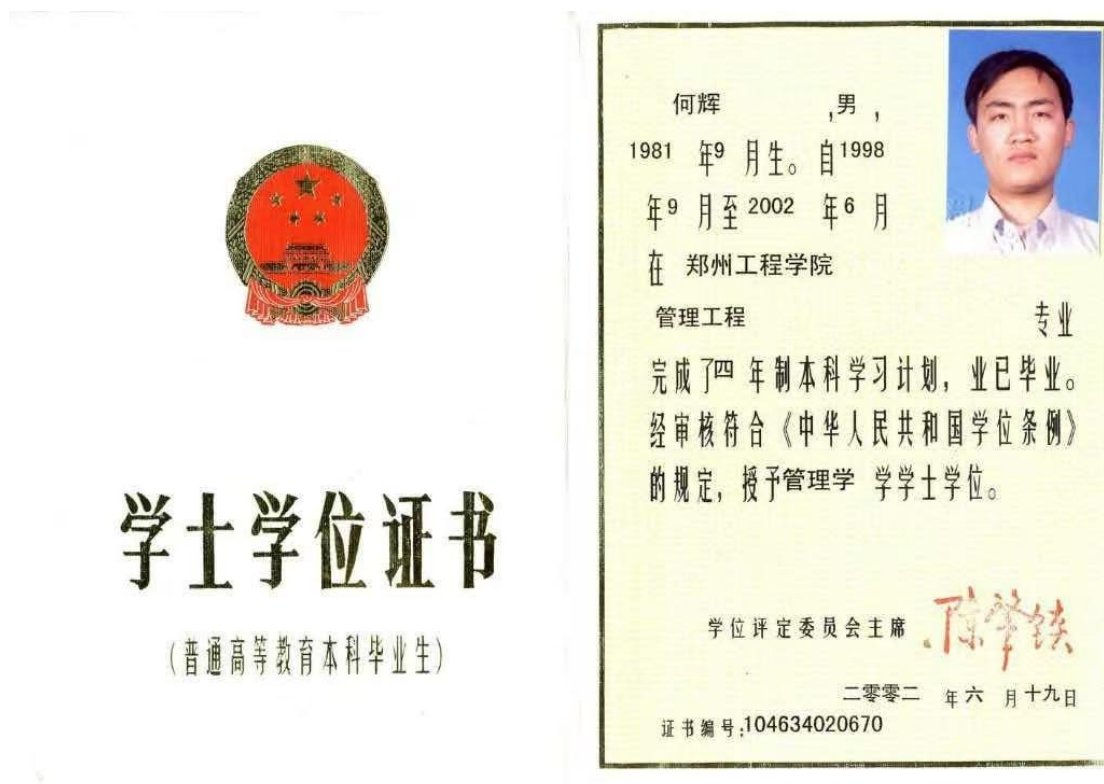 学士学位证书
(普通高等教育本科毕业生)
何辉 ,男,
1981 年9 月生。自1998
年9 月至2002 年6 月
在 郑州工程学院
管理工程 专业
完成了四 年制本科学习计划, 业已毕业。
经审核符合《中华人民共和国学位条例》
的规定, 授予管理学 学学士学位。
学位评定委员会主席
二零零二 年六 月十九日
证书编号:104634020670